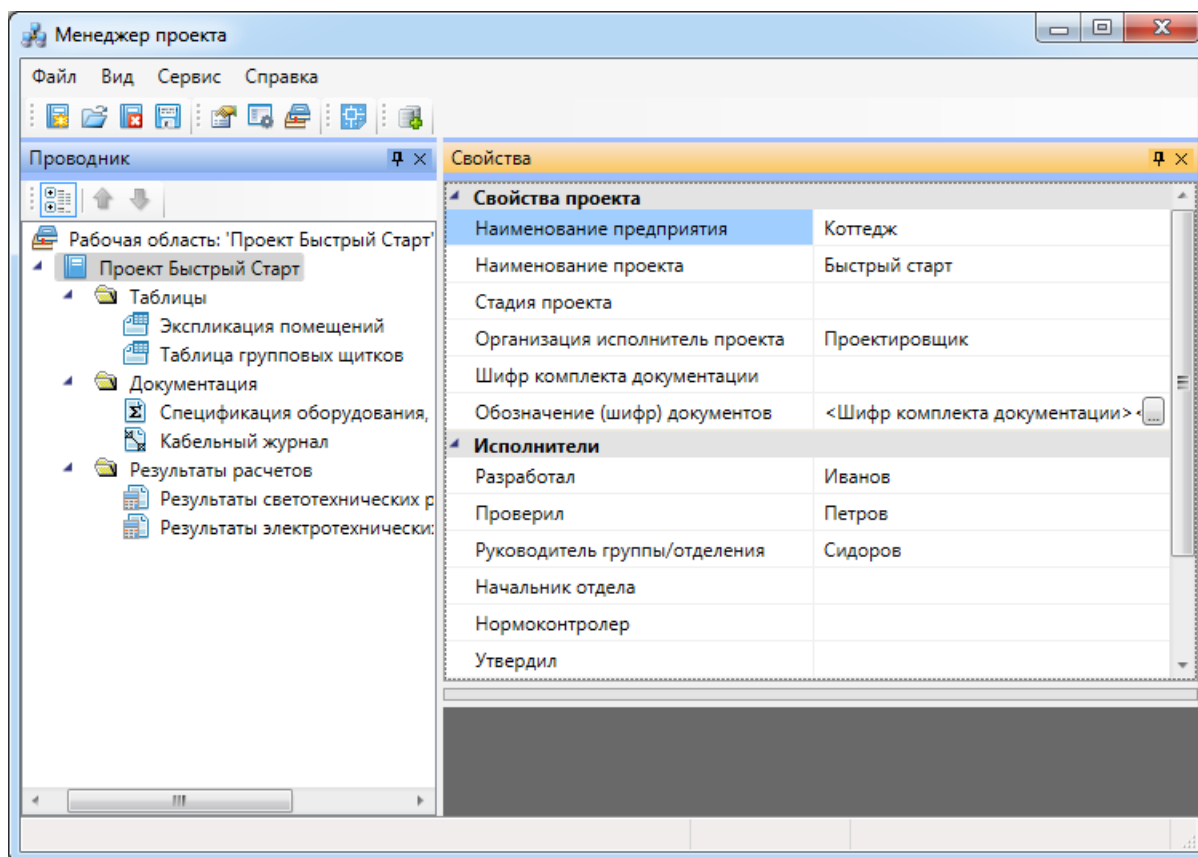 Менеджер проекта
Файл Вид Сервис Справка
Проводник
Рабочая область: 'Проект Быстрый Старт'
Проект Быстрый Старт
Таблицы
Экспликация помещений
Таблица групповых щитков
Документация
Спецификация оборудования,
Кабельный журнал
Результаты расчетов
Результаты светотехнических р
Результаты электротехнически
Свойства
Свойства проекта
Наименование предприятия Коттедж
Наименование проекта Быстрый старт
Стадия проекта
Организация исполнитель проекта Проектировщик
Шифр комплекта документации
Обозначение (шифр) документов <Шифр комплекта документации> <...
Исполнители
Разработал Иванов
Проверил Петров
Руководитель группы/отделения Сидоров
Начальник отдела
Нормоконтролер
Утвердил